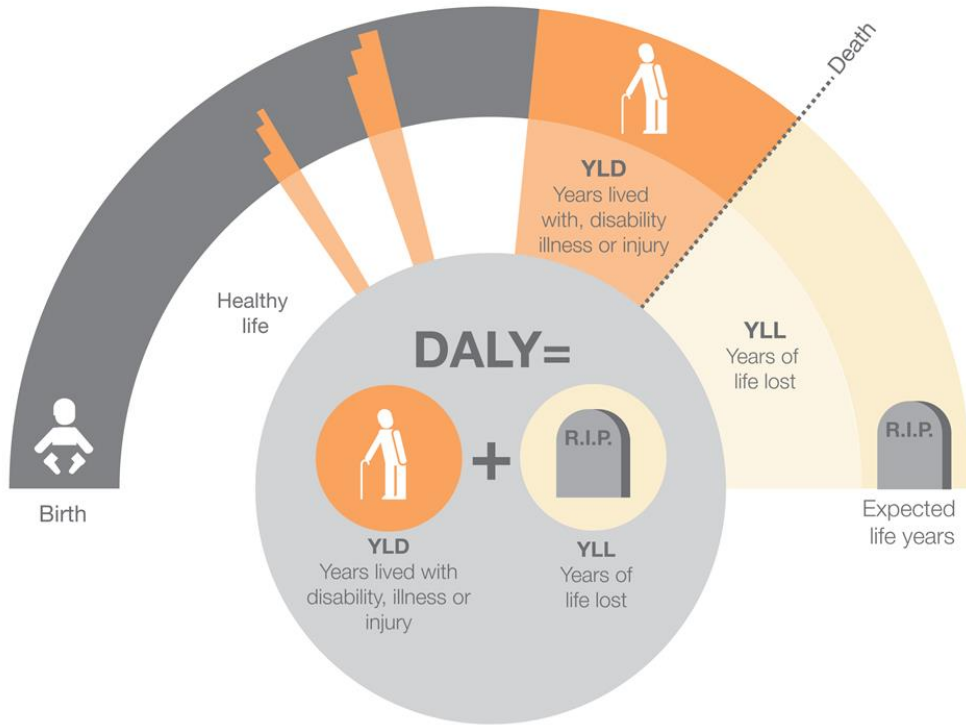 Death
YLD
Years lived
with, disability
illness or injury
Healthy
life
YLL
Years of
life lost
DALY=
R.I.P.
+
R.I.P.
Birth
Expected
life years
YLD
Years lived with
disability, illness or
injury
YLL
Years of
life lost